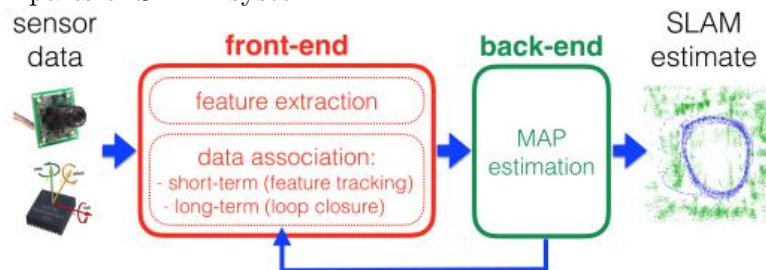 sensor
data
front-end
back-end
SLAM
estimate
feature extraction
data association:
- short-term (feature tracking)
- long-term (loop closure)
MAP
estimation